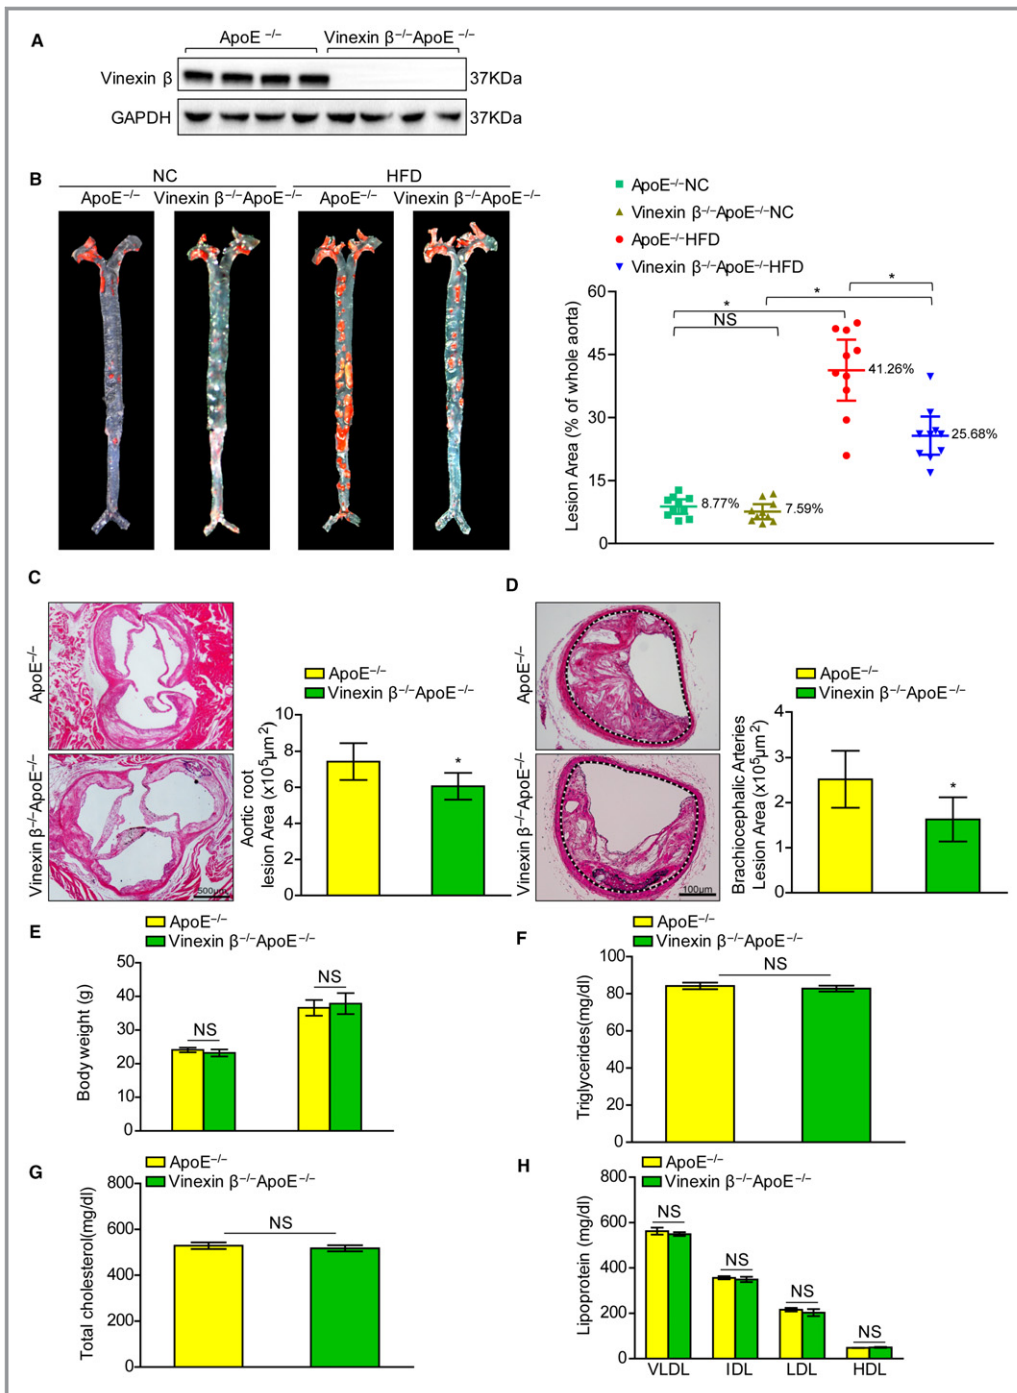 A
ApoE⁻/⁻ Vinexin β⁻/⁻ApoE⁻/⁻
Vinexin β 37KDa
GAPDH 37KDa
B
NC HFD
ApoE⁻/⁻ Vinexin β⁻/⁻ApoE⁻/⁻ ApoE⁻/⁻ Vinexin β⁻/⁻ApoE⁻/⁻
ApoE⁻/⁻NC
Vinexin β⁻/⁻ApoE⁻/⁻NC
ApoE⁻/⁻HFD
Vinexin β⁻/⁻ApoE⁻/⁻HFD
Lesion Area (% of whole aorta)
60
45
30
15
0
*
*
*
NS
8.77%
7.59%
41.26%
25.68%
C
ApoE⁻/⁻
Vinexin β⁻/⁻ApoE⁻/⁻
500μm
ApoE⁻/⁻
Vinexin β⁻/⁻ApoE⁻/⁻
Aortic root
lesion Area (x10⁵μm²)
10
8
6
4
2
0
*
D
ApoE⁻/⁻
Vinexin β⁻/⁻ApoE⁻/⁻
100μm
ApoE⁻/⁻
Vinexin β⁻/⁻ApoE⁻/⁻
Brachiocephalic Arteries
Lesion Area (x10⁵μm²)
4
3
2
1
0
*
E
ApoE⁻/⁻
Vinexin β⁻/⁻ApoE⁻/⁻
Body weight (g)
50
40
30
20
10
0
NS
NS
F
ApoE⁻/⁻
Vinexin β⁻/⁻ApoE⁻/⁻
Triglycerides(mg/dl)
100
80
60
40
20
0
NS
G
ApoE⁻/⁻
Vinexin β⁻/⁻ApoE⁻/⁻
Total cholesterol(mg/dl)
800
600
400
200
0
NS
H
ApoE⁻/⁻
Vinexin β⁻/⁻ApoE⁻/⁻
Lipoprotein (mg/dl)
800
600
400
200
0
NS
NS
NS
NS
VLDL IDL LDL HDL